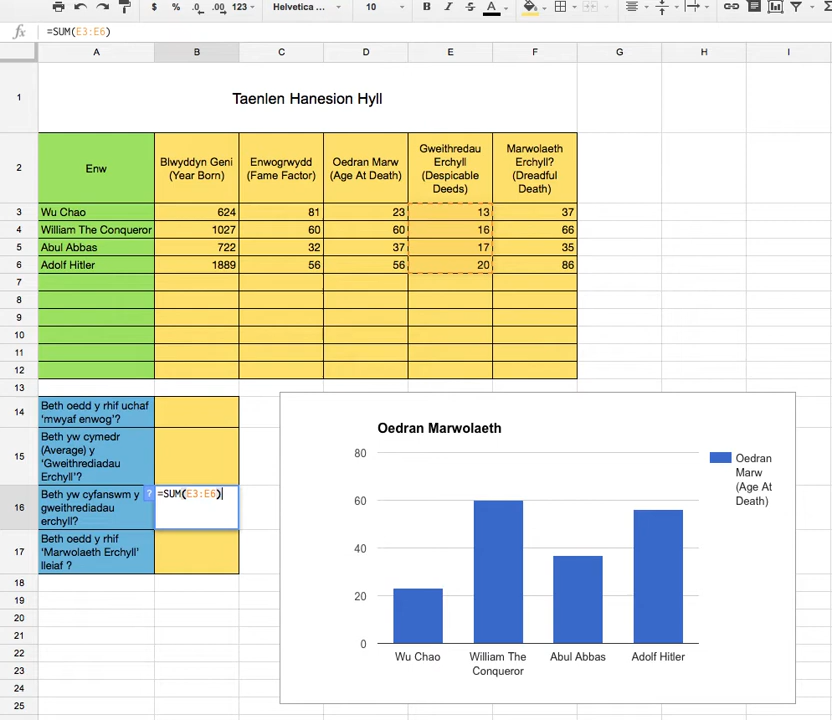 $ % .0 .00 123 Helvetica ... 10 B I S A
fx =SUM(E3:E6)
A B C D E F G H I
1 Taenlen Hanesion Hyll
2 Enw Blwyddyn Geni (Year Born) Enwogrwydd (Fame Factor) Oedran Marw (Age At Death) Gweithredau Erchyll (Despicable Deeds) Marwolaeth Erchyll? (Dreadful Death)
3 Wu Chao 624 81 23 13 37
4 William The Conqueror 1027 60 60 16 66
5 Abul Abbas 722 32 37 17 35
6 Adolf Hitler 1889 56 56 20 86
7
8
9
10
11
12
13
14 Beth oedd y rhif uchaf 'mwyaf enwog'?
15 Beth yw cymedr (Average) y 'Gweithrediadau Erchyll'?
16 Beth yw cyfanswm y gweithrediadau erchyll? ? =SUM(E3:E6)
17 Beth oedd y rhif 'Marwolaeth Erchyll' lleiaf ?
18
19
20
21
22
23
24
25
Oedran Marwolaeth
80
60
40
20
0
Wu Chao
William The Conqueror
Abul Abbas
Adolf Hitler
Oedran
Marw
(Age At
Death)